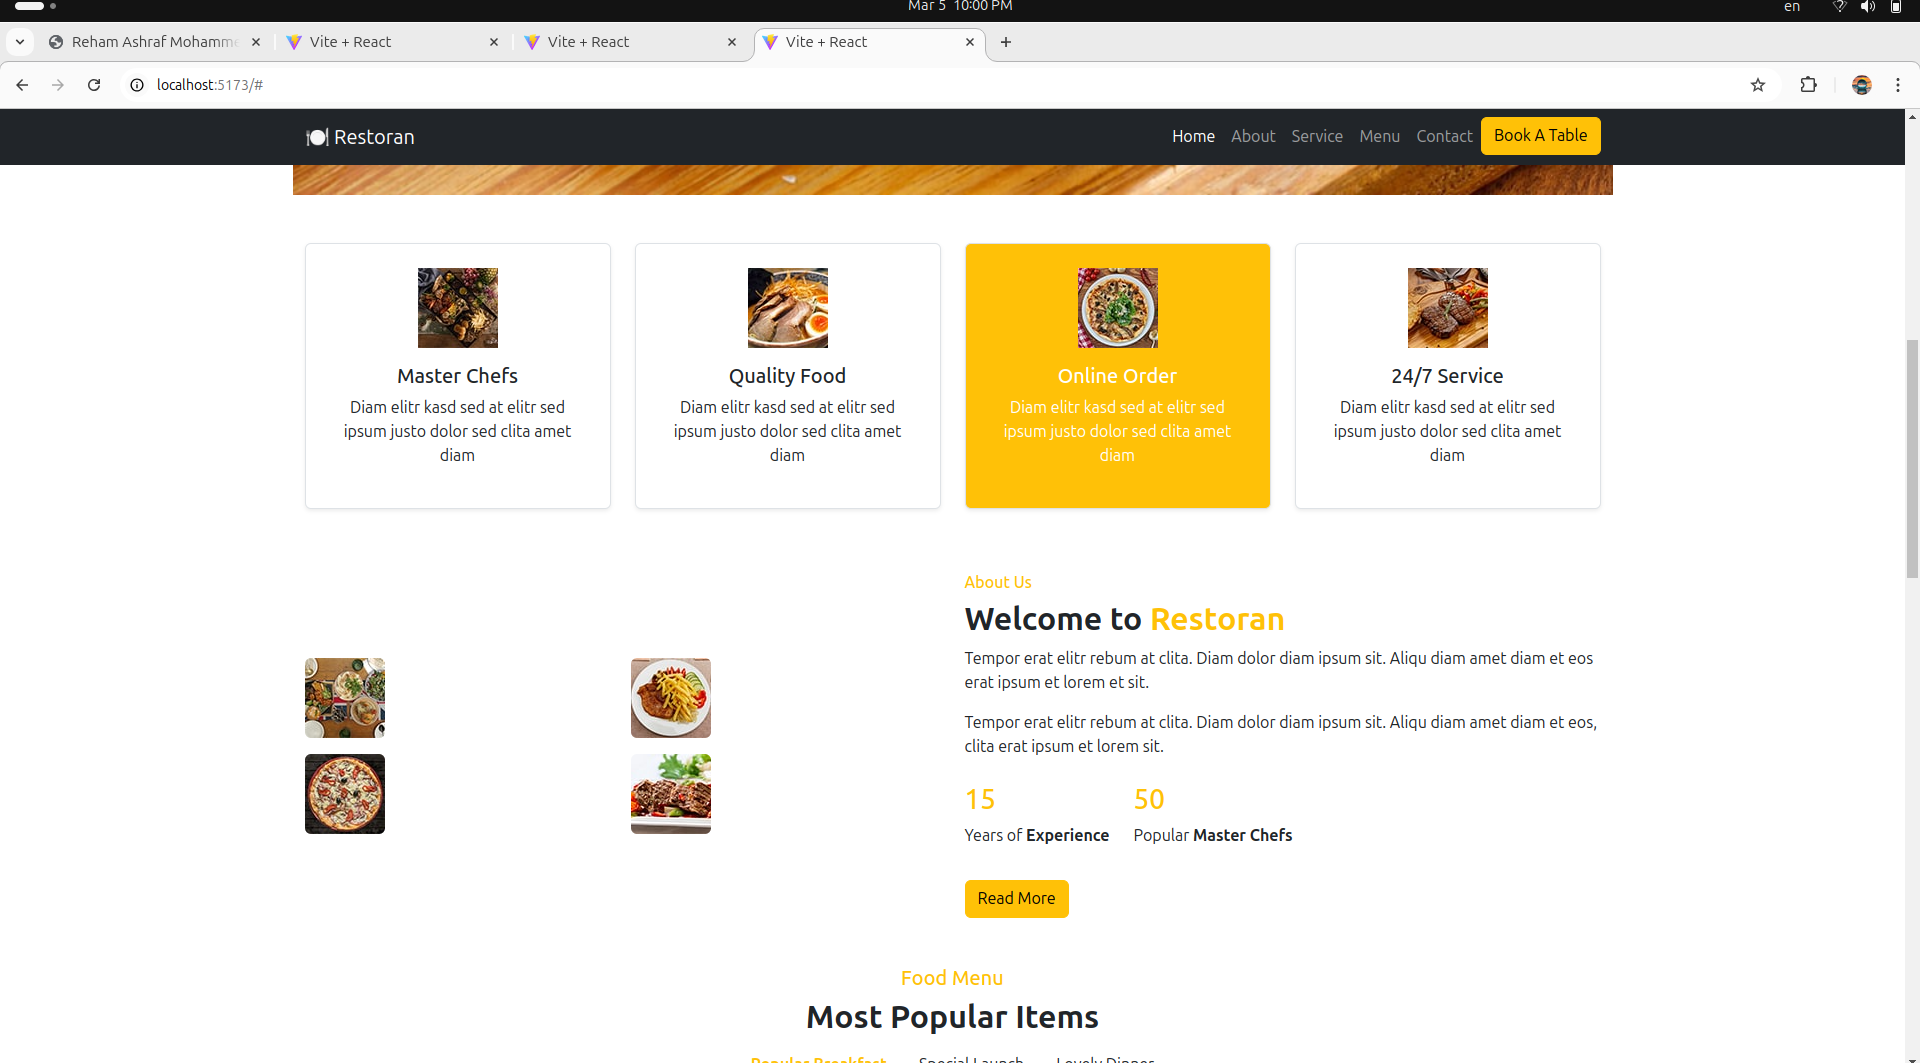 Mar 5 10:00 PM
en
Reham Ashraf Mohamme
Vite + React
Vite + React
Vite + React
localhost:5173/#
Restoran
Home About Service Menu Contact Book A Table
Master Chefs
Diam elitr kasd sed at elitr sed
ipsum justo dolor sed clita amet
diam
Quality Food
Diam elitr kasd sed at elitr sed
ipsum justo dolor sed clita amet
diam
Online Order
Diam elitr kasd sed at elitr sed
ipsum justo dolor sed clita amet
diam
24/7 Service
Diam elitr kasd sed at elitr sed
ipsum justo dolor sed clita amet
diam
About Us
Welcome to Restoran
Tempor erat elitr rebum at clita. Diam dolor diam ipsum sit. Aliqu diam amet diam et eos
erat ipsum et lorem et sit.
Tempor erat elitr rebum at clita. Diam dolor diam ipsum sit. Aliqu diam amet diam et eos,
clita erat ipsum et lorem sit.
15
Years of Experience
50
Popular Master Chefs
Read More
Food Menu
Most Popular Items
Popular Breakfast Special Launch Lovely Dinner